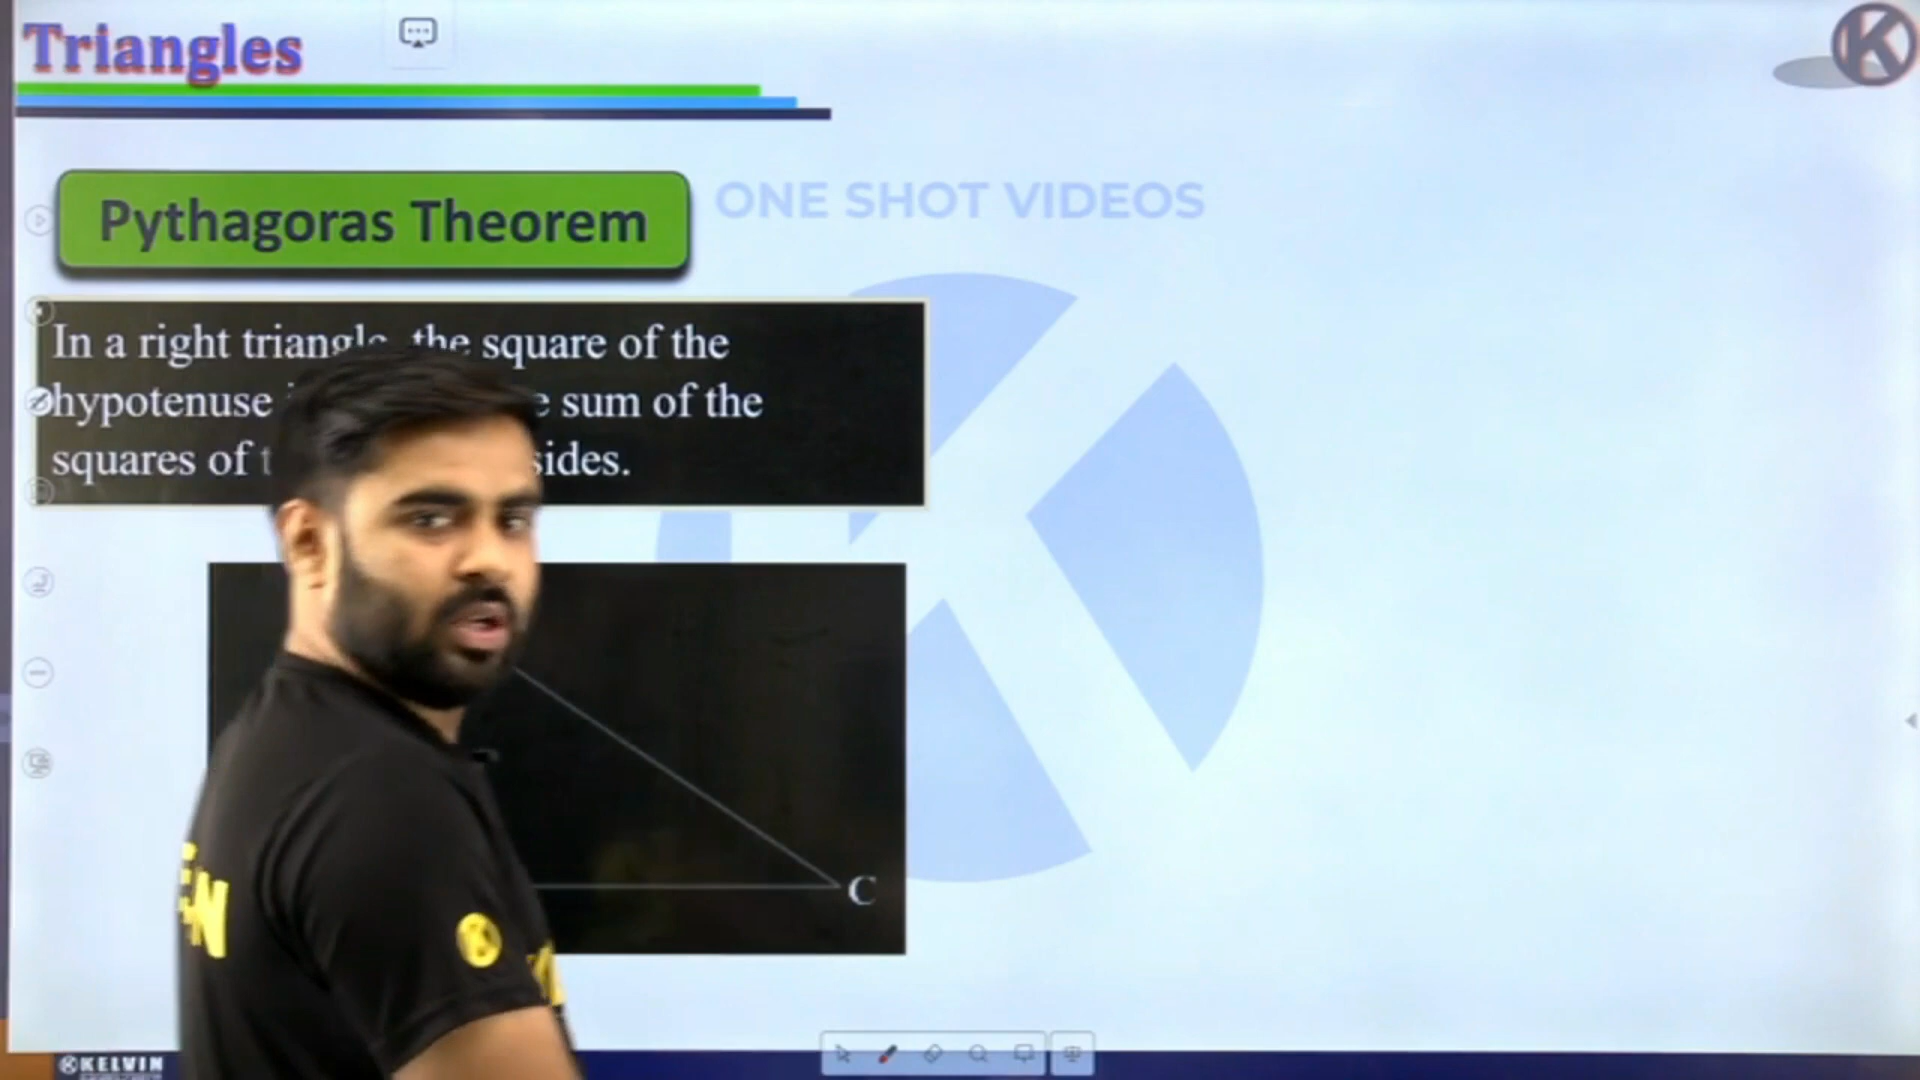 Triangles
Pythagoras Theorem
ONE SHOT VIDEOS
In a right triangle, the square of the
hypotenuse sum of the
squares of sides.
C
N
KELVIN